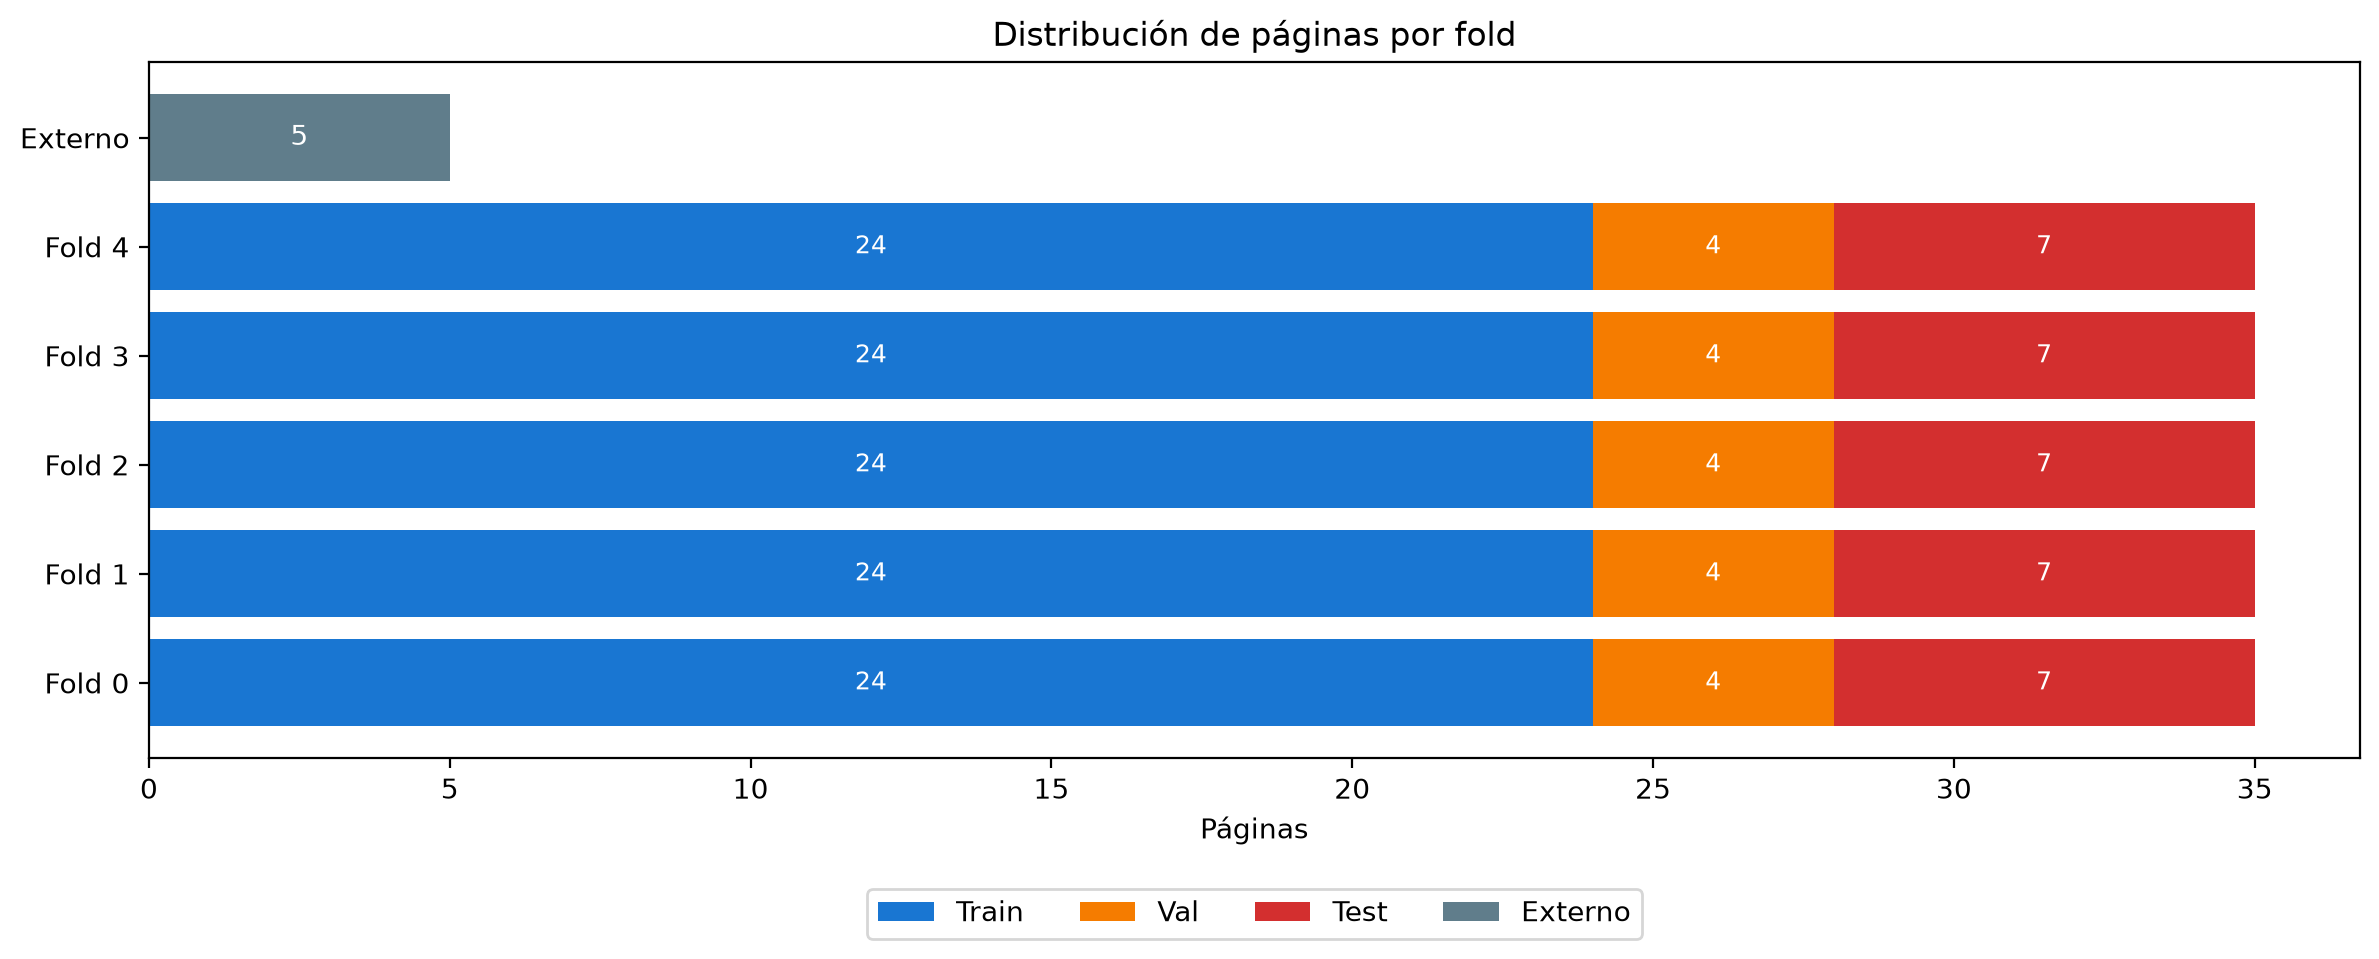 Distribución de páginas por fold
Externo 5
Fold 4 24 4 7
Fold 3 24 4 7
Fold 2 24 4 7
Fold 1 24 4 7
Fold 0 24 4 7
0 5 10 15 20 25 30 35
Páginas
Train Val Test Externo